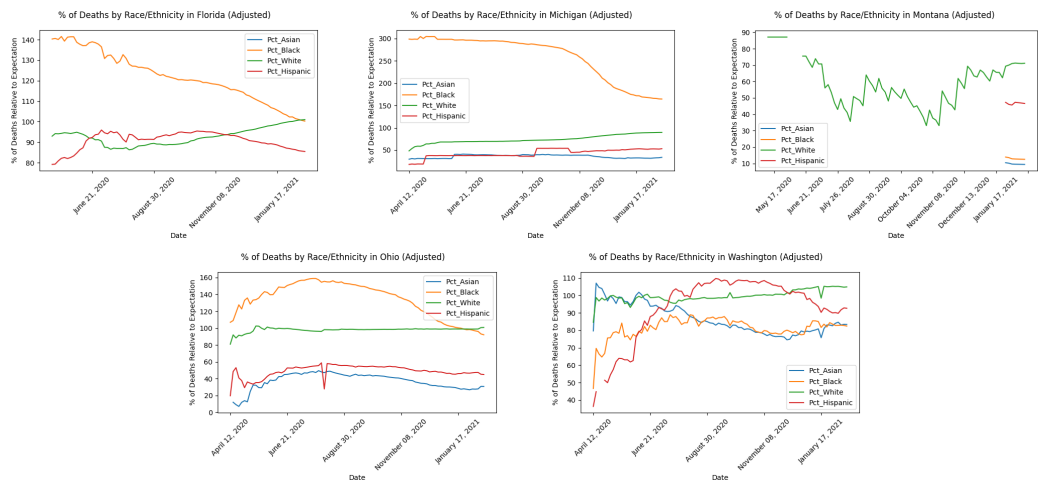 % of Deaths by Race/Ethnicity in Florida (Adjusted)
% of Deaths Relative to Expectation
140
130
120
110
100
90
80
Pct_Asian
Pct_Black
Pct_White
Pct_Hispanic
June 21, 2020
August 30, 2020
November 08, 2020
January 17, 2021
Date
% of Deaths by Race/Ethnicity in Michigan (Adjusted)
% of Deaths Relative to Expectation
300
250
200
150
100
50
Pct_Asian
Pct_Black
Pct_White
Pct_Hispanic
April 12, 2020
June 21, 2020
August 30, 2020
November 08, 2020
January 17, 2021
Date
% of Deaths by Race/Ethnicity in Montana (Adjusted)
% of Deaths Relative to Expectation
90
80
70
60
50
40
30
20
10
Pct_Asian
Pct_Black
Pct_White
Pct_Hispanic
May 17, 2020
June 21, 2020
July 26, 2020
August 30, 2020
October 04, 2020
November 08, 2020
December 13, 2020
January 17, 2021
Date
% of Deaths by Race/Ethnicity in Ohio (Adjusted)
% of Deaths Relative to Expectation
160
140
120
100
80
60
40
20
0
Pct_Asian
Pct_Black
Pct_White
Pct_Hispanic
April 12, 2020
June 21, 2020
August 30, 2020
November 08, 2020
January 17, 2021
Date
% of Deaths by Race/Ethnicity in Washington (Adjusted)
% of Deaths Relative to Expectation
110
100
90
80
70
60
50
40
Pct_Asian
Pct_Black
Pct_White
Pct_Hispanic
April 12, 2020
June 21, 2020
August 30, 2020
November 08, 2020
January 17, 2021
Date